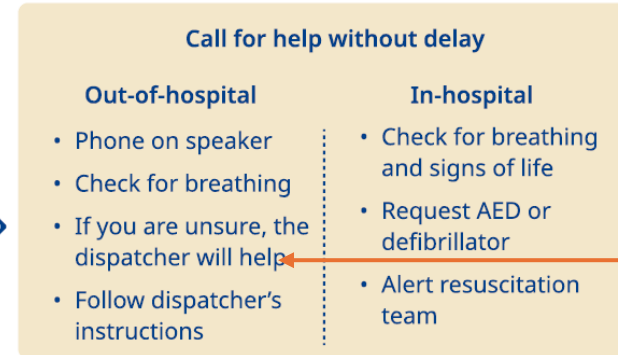 Call for help without delay
Out-of-hospital
• Phone on speaker
• Check for breathing
• If you are unsure, the
dispatcher will help
• Follow dispatcher’s
instructions
In-hospital
• Check for breathing
and signs of life
• Request AED or
defibrillator
• Alert resuscitation
team